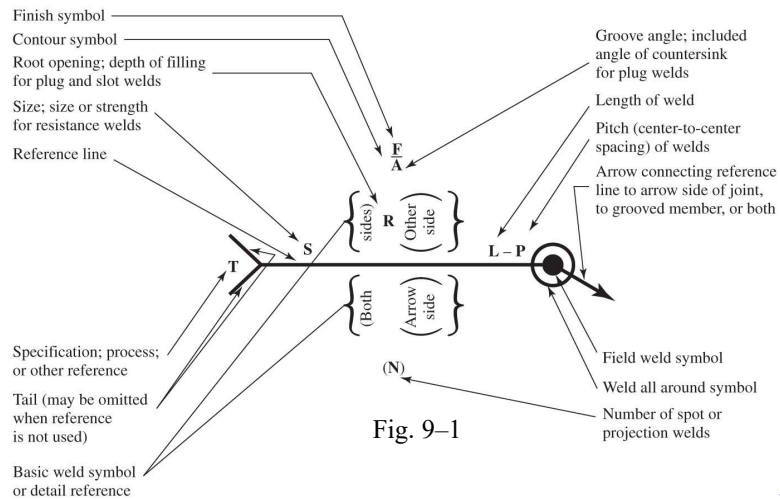 Finish symbol
Contour symbol
Root opening; depth of filling
for plug and slot welds
Size; size or strength
for resistance welds
Reference line
Groove angle; included
angle of countersink
for plug welds
Length of weld
Pitch (center-to-center
spacing) of welds
Arrow connecting reference
line to arrow side of joint,
to grooved member, or both
F
A
sides)
R
Other
side
S
L – P
T
(Both
Arrow
side
(N)
Specification; process;
or other reference
Tail (may be omitted
when reference
is not used)
Basic weld symbol
or detail reference
Field weld symbol
Weld all around symbol
Number of spot or
projection welds
Fig. 9–1